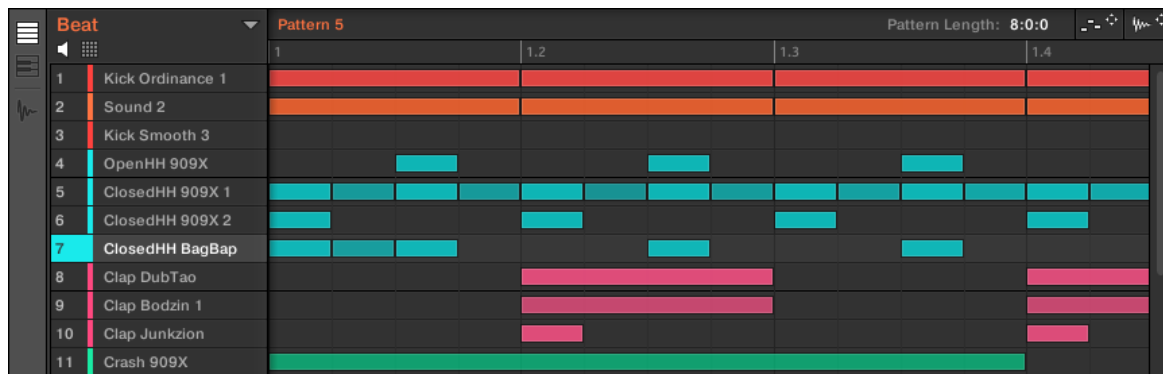 Beat Pattern 5 Pattern Length: 8:0:0
1 1.2 1.3 1.4
1 Kick Ordinance 1
2 Sound 2
3 Kick Smooth 3
4 OpenHH 909X
5 ClosedHH 909X 1
6 ClosedHH 909X 2
7 ClosedHH BagBap
8 Clap DubTao
9 Clap Bodzin 1
10 Clap Junkzion
11 Crash 909X